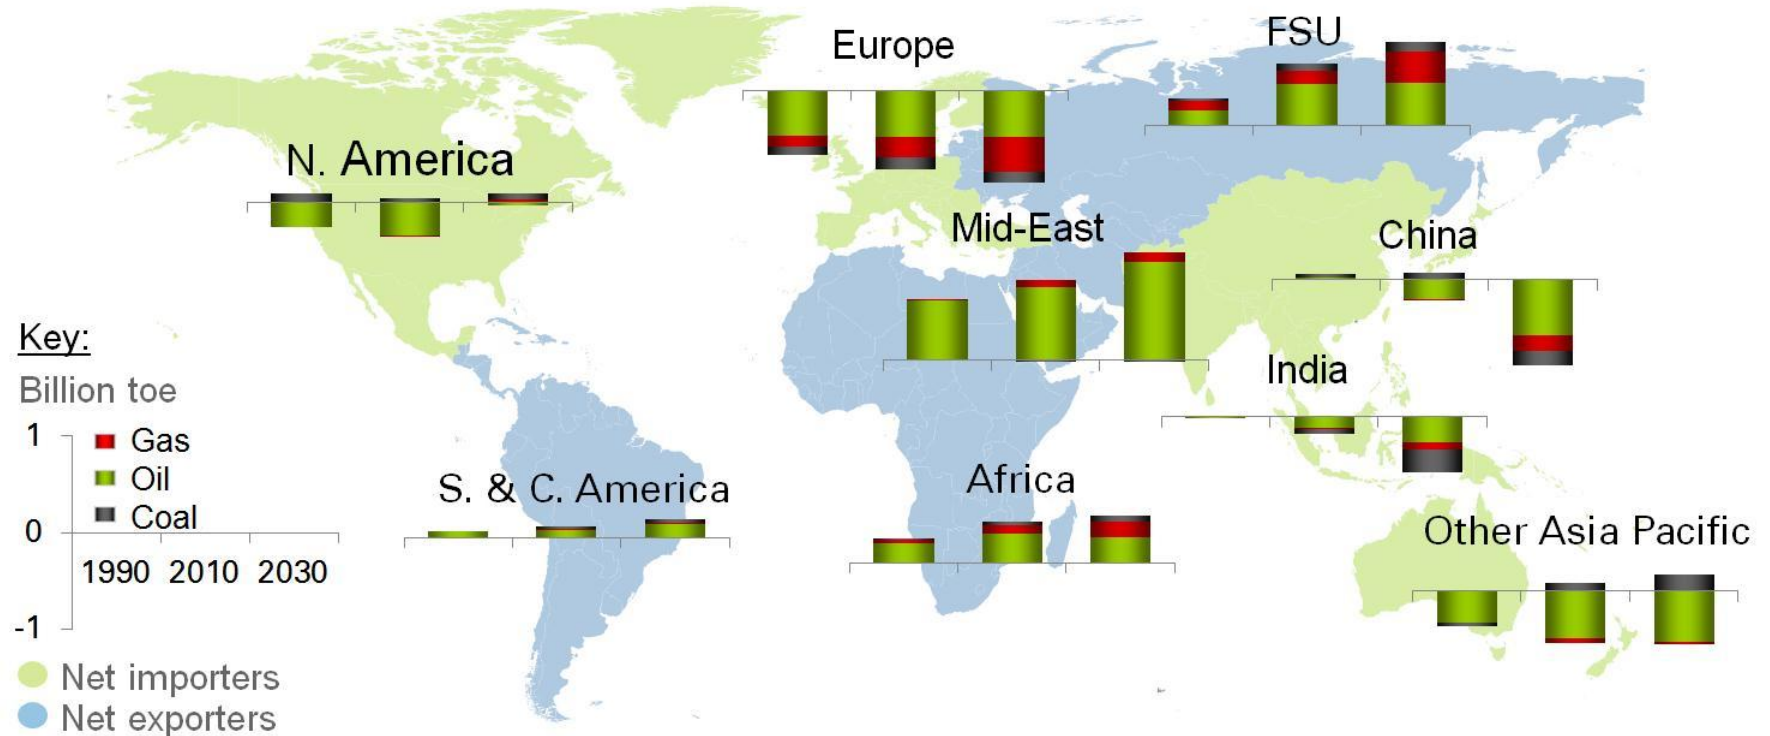 Europe
FSU
N. America
Mid-East
China
Key:
Billion toe
1
Gas
Oil
Coal
0
1990 2010 2030
-1
India
S. & C. America
Africa
Other Asia Pacific
Net importers
Net exporters